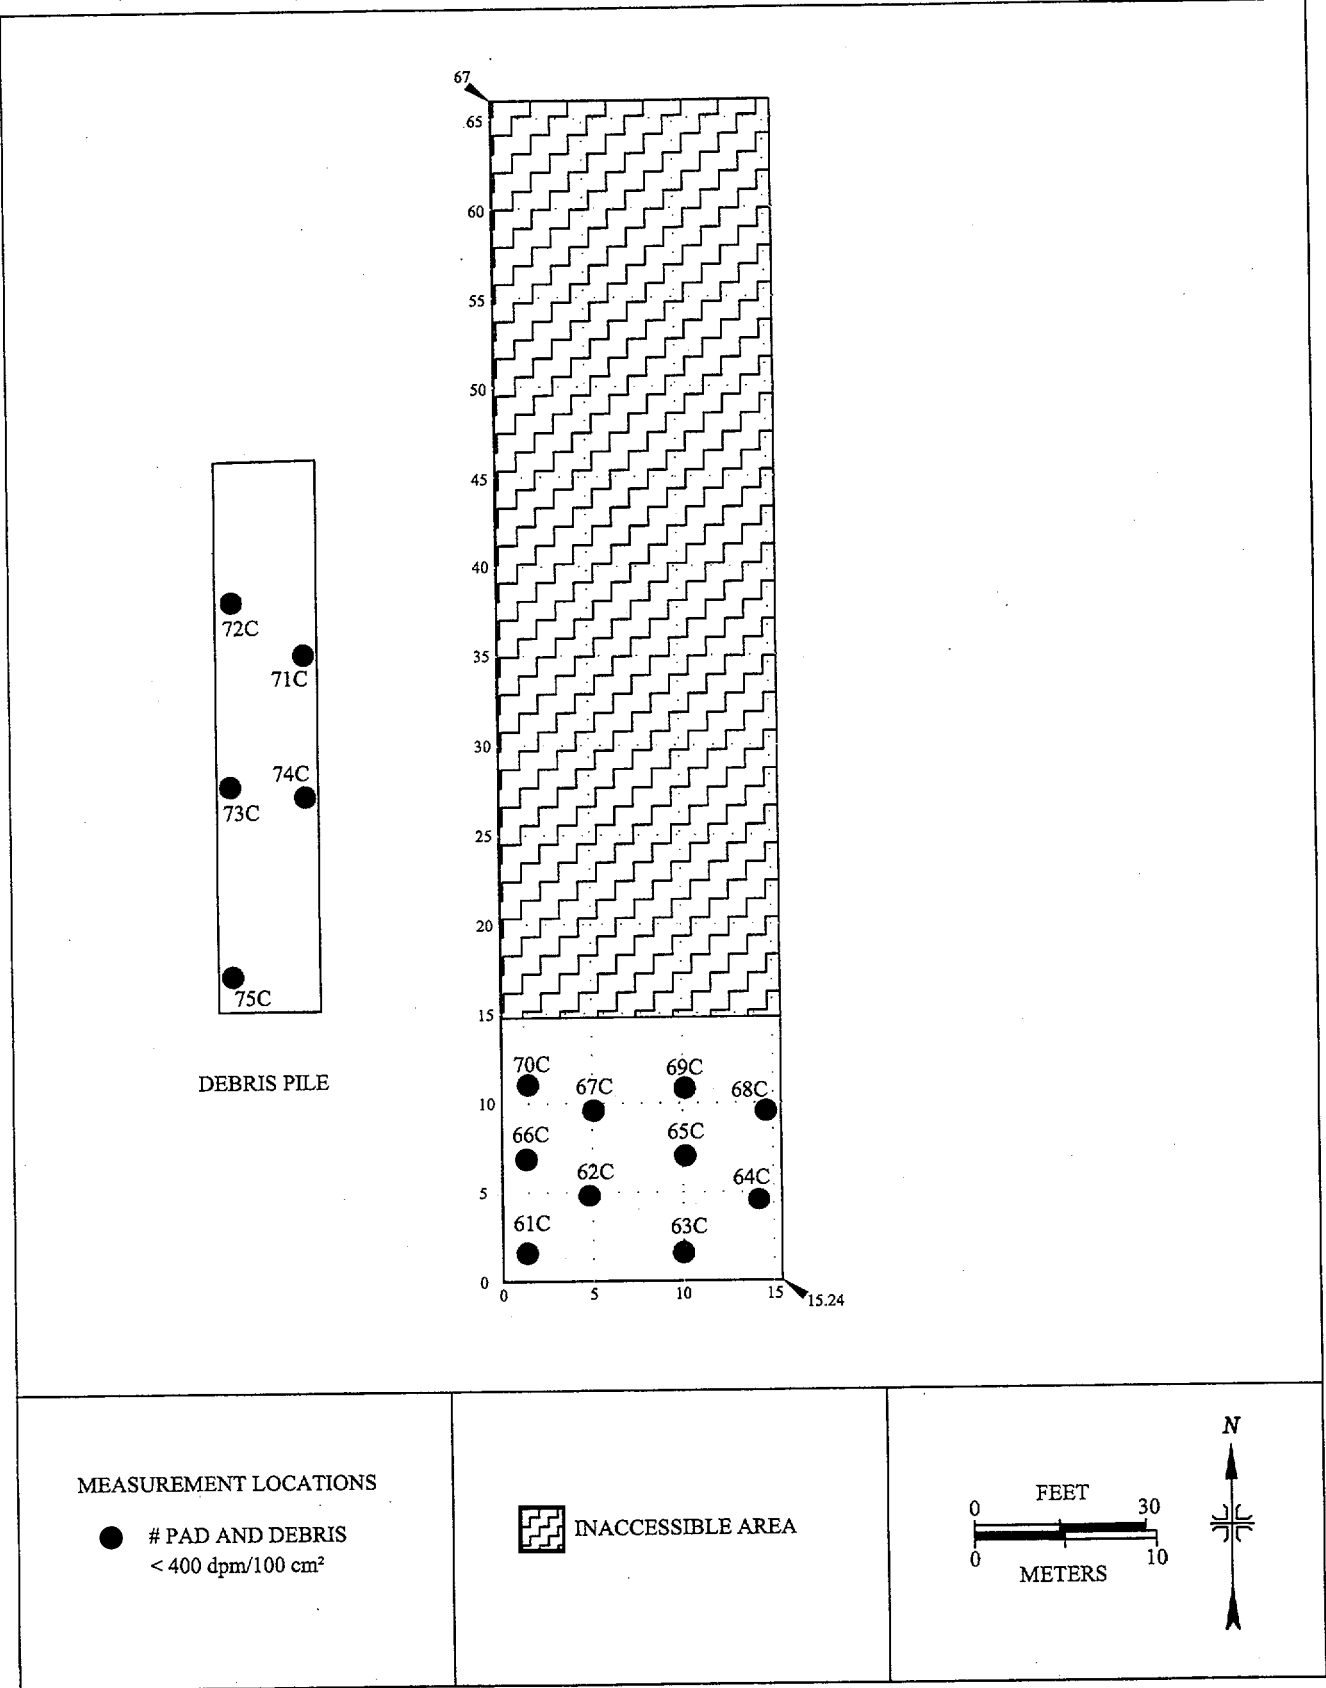 67
65
60
55
50
45
40
72C
35
71C
30
74C
73C
25
20
75C
15
70C
69C
DEBRIS PILE
67C
68C
10
66C
65C
62C
64C
5
61C
63C
0
0 5 10 15
15.24
MEASUREMENT LOCATIONS
# PAD AND DEBRIS
< 400 dpm/100 cm²
INACCESSIBLE AREA
FEET
0 30
0 10
METERS
N